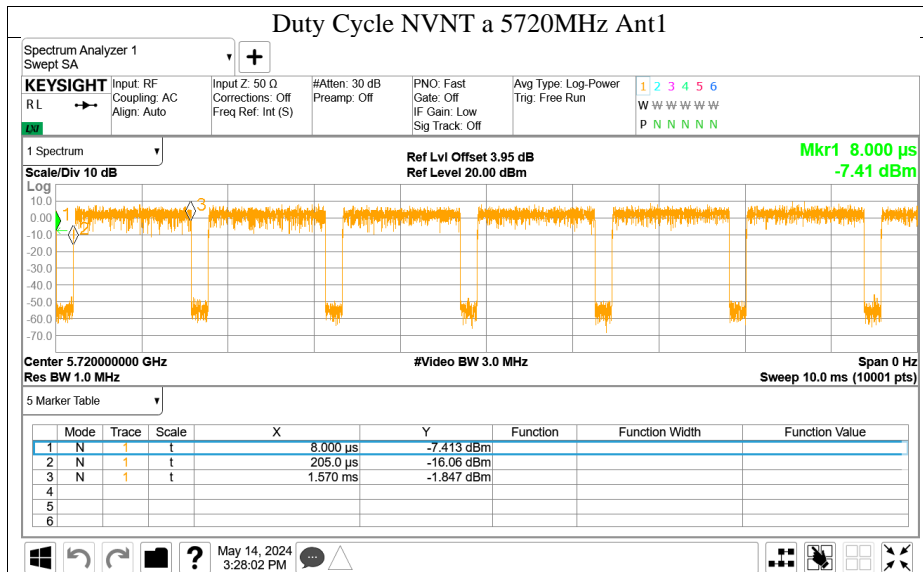 Duty Cycle NVNT a 5720MHz Ant1
Spectrum Analyzer 1
Swept SA
▼
+
KEYSIGHT
R L
LXI
Input: RF
Coupling: AC
Align: Auto
Input Z: 50 Ω
Corrections: Off
Freq Ref: Int (S)
#Atten: 30 dB
Preamp: Off
PNO: Fast
Gate: Off
IF Gain: Low
Sig Track: Off
Avg Type: Log-Power
Trig: Free Run
1 2 3 4 5 6
W W W W W W
P N N N N N
1 Spectrum ▼
Scale/Div 10 dB
Ref Lvl Offset 3.95 dB
Ref Level 20.00 dBm
Mkr1 8.000 µs
-7.41 dBm
Log
10.0
0.00
-10.0
-20.0
-30.0
-40.0
-50.0
-60.0
-70.0
1
2
3
Center 5.720000000 GHz #Video BW 3.0 MHz Span 0 Hz
Res BW 1.0 MHz Sweep 10.0 ms (10001 pts)
5 Marker Table ▼
Mode Trace Scale X Y Function Function Width Function Value
1 N 1 t 8.000 µs -7.413 dBm
2 N 1 t 205.0 µs -16.06 dBm
3 N 1 t 1.570 ms -1.847 dBm
4
5
6
?
May 14, 2024
3:28:02 PM